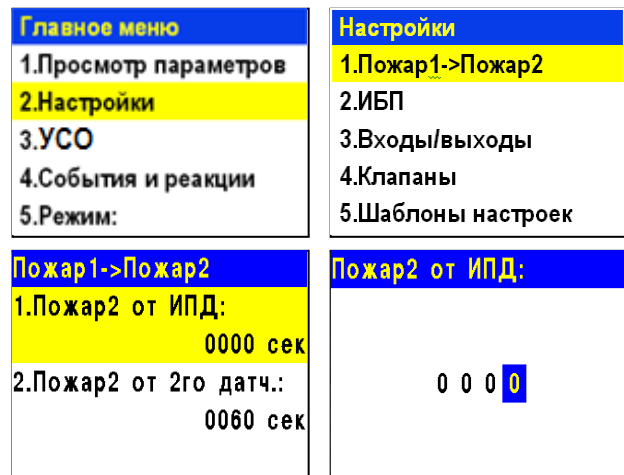 Главное меню
1.Просмотр параметров
2.Настройки
3.УСО
4.События и реакции
5.Режим:
Настройки
1.Пожар1->Пожар2
2.ИБП
3.Входы/выходы
4.Клапаны
5.Шаблоны настроек
Пожар1->Пожар2
1.Пожар2 от ИПД:
0000 сек
2.Пожар2 от 2го датч.:
0060 сек
Пожар2 от ИПД:
0 0 0 0